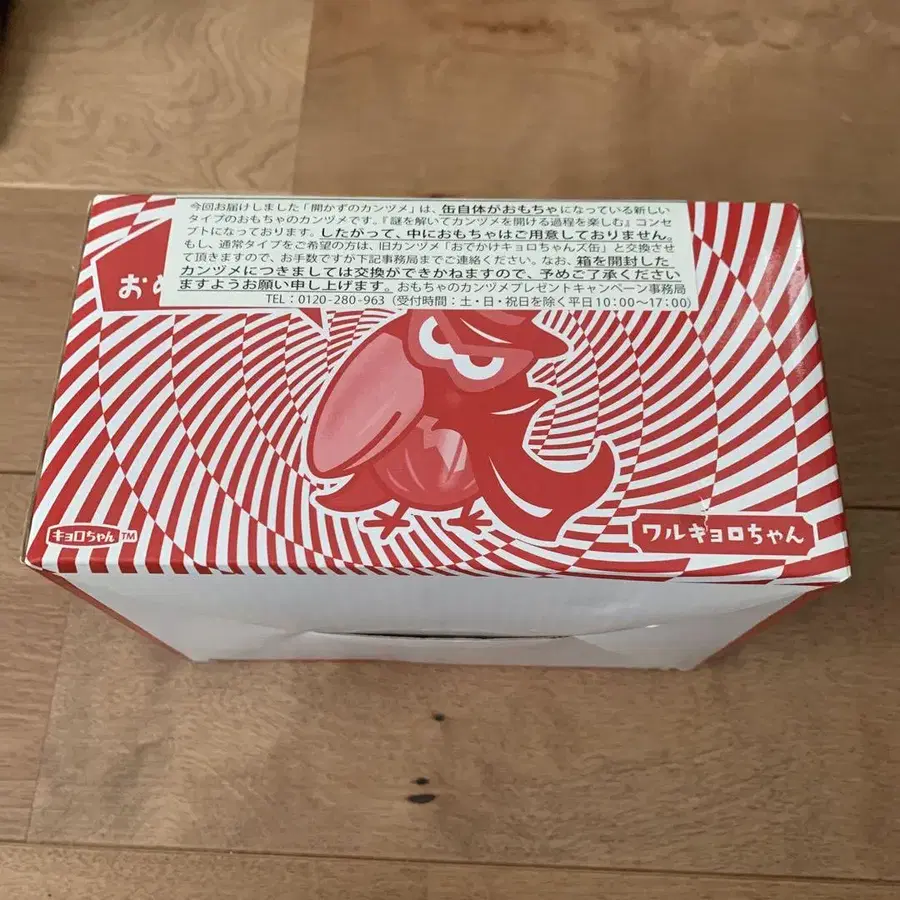 今回お届けしました「開かずのカンヅメ」は、缶自体がおもちゃになっている新しい
タイプのおもちゃのカンヅメです。『謎を解いてカンヅメを開ける過程を楽しむ』コンセ
プトになっております。したがって、中におもちゃはご用意しておりません。
もし、通常タイプをご希望の方は、旧カンヅメ「おでかけキョロちゃんズ缶」と交換させ
て頂きますので、お手数ですが下記事務局までご連絡ください。なお、箱を開封した
カンヅメにつきましては交換ができかねますので、予めご了承ください
ますようお願い申し上げます。おもちゃのカンヅメプレゼントキャンペーン事務局
TEL：0120-280-963（受付時間：土・日・祝日を除く平日10：00～17：00）
お
キョロちゃん TM
ワルキョロちゃん